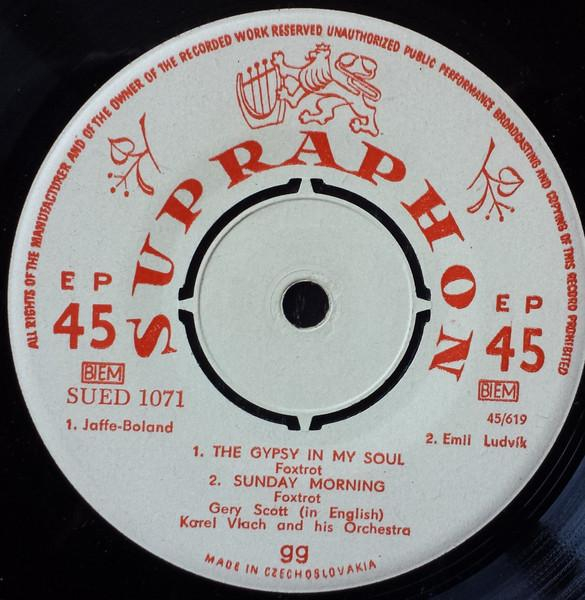 ALL RIGHTS OF THE MANUFACTURER AND OF THE OWNER OF THE RECORDED WORK RESERVED UNAUTHORIZED PUBLIC PERFORMANCE BROADCASTING AND COPYING OF THIS RECORD PROHIBITED
SUPRAPHON
EP
45
BIEM
SUED 1071
1. Jaffe-Boland
EP
45
BIEM
45/619
2. Emil Ludvík
1. THE GYPSY IN MY SOUL
Foxtrot
2. SUNDAY MORNING
Foxtrot
Gery Scott (in English)
Karel Vlach and his Orchestra
gg
MADE IN CZECHOSLOVAKIA